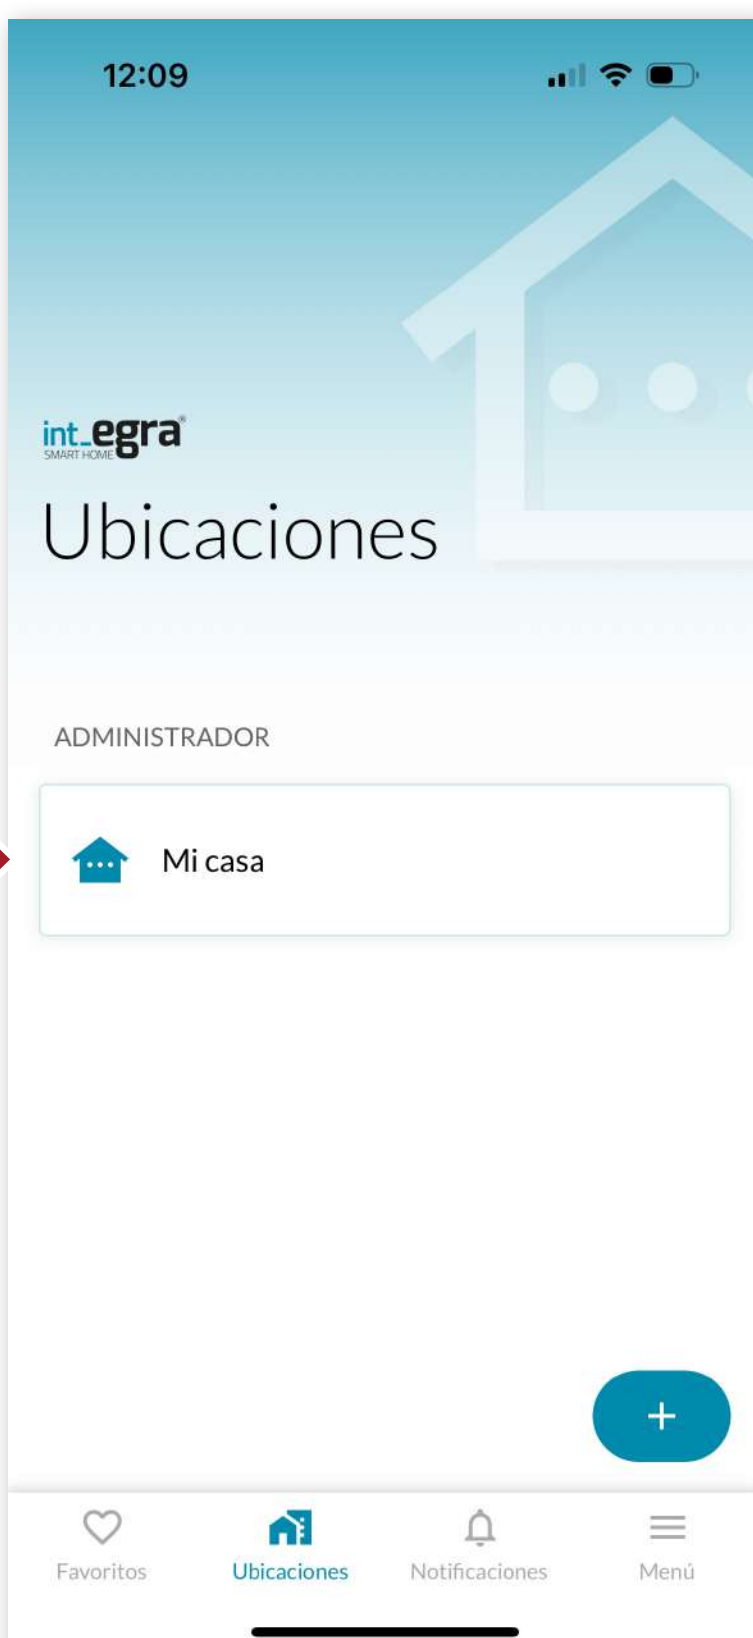 12:09
int_egra®
SMART HOME
Ubicaciones
ADMINISTRADOR
Mi casa
+
Favoritos
Ubicaciones
Notificaciones
Menú